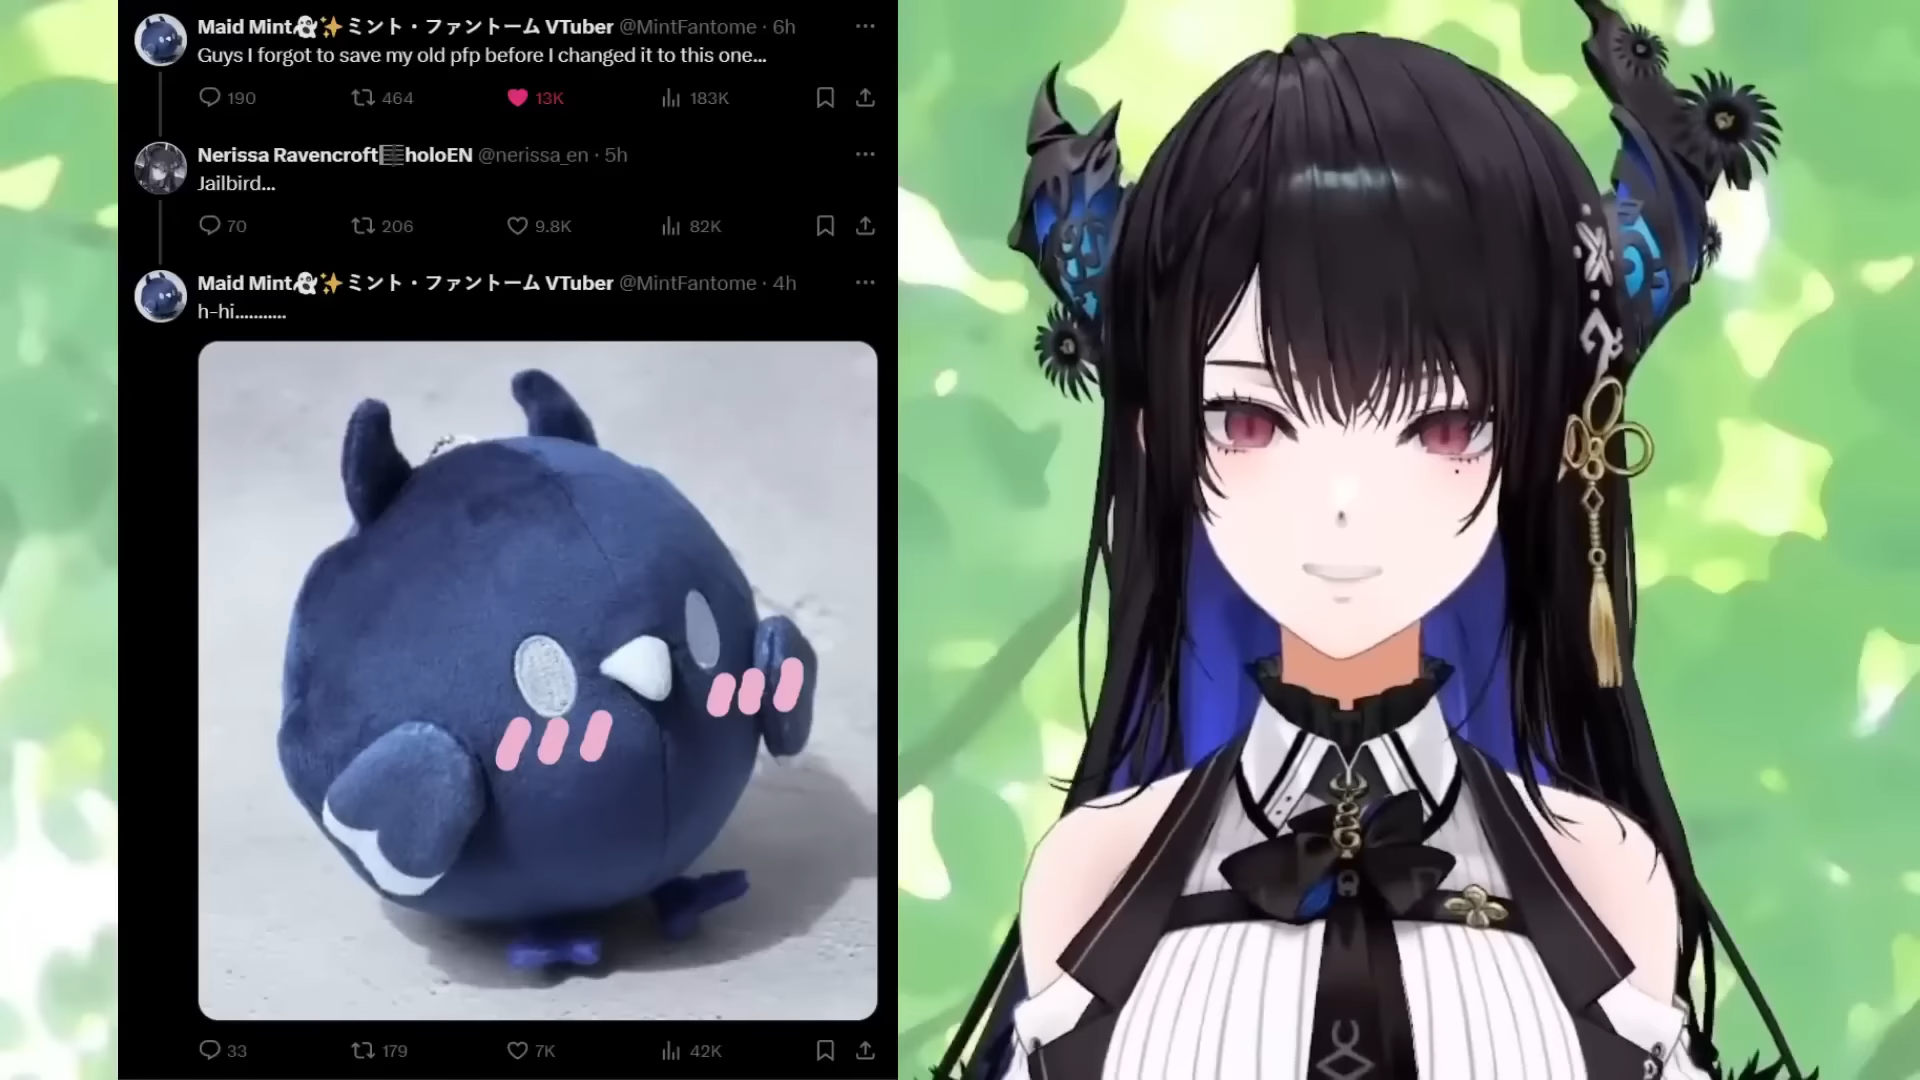 Maid Mint👻✨ミント・ファントーム VTuber @MintFantome · 6h
Guys I forgot to save my old pfp before I changed it to this one...
190 464 13K 183K
Nerissa Ravencroft🎼holoEN @nerissa_en · 5h
Jailbird...
70 206 9.8K 82K
Maid Mint👻✨ミント・ファントーム VTuber @MintFantome · 4h
h-hi...........
33 179 7K 42K